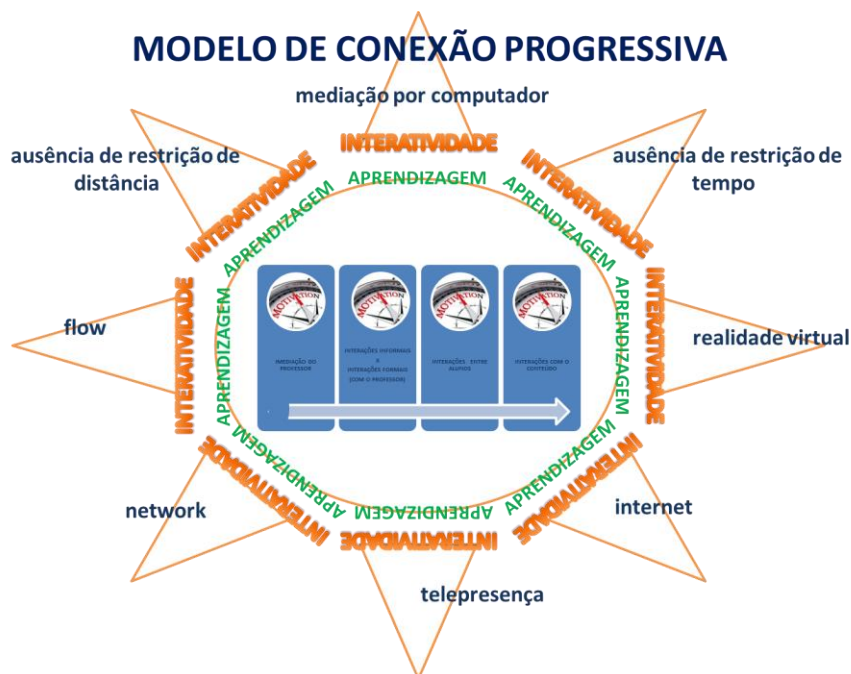 MODELO DE CONEXÃO PROGRESSIVA
mediação por computador
ausência de restrição de
distância
ausência de restrição de
tempo
INTERATIVIDADE
INTERATIVIDADE
INTERATIVIDADE
APRENDIZAGEM
APRENDIZAGEM
APRENDIZAGEM
flow
INTERATIVIDADE
APRENDIZAGEM
MOTIVATION
MOTIVATION
MOTIVATION
MOTIVATION
MEDIAÇÃO DO
PROFESSOR
INTERAÇÕES INFORMAIS
E
INTERAÇÕES FORMAIS
(COM O PROFESSOR)
INTERAÇÕES ENTRE
ALUNOS
INTERAÇÕES COM O
CONTEÚDO
APRENDIZAGEM
INTERATIVIDADE
realidade virtual
network
INTERATIVIDADE
APRENDIZAGEM
APRENDIZAGEM
APRENDIZAGEM
APRENDIZAGEM
INTERATIVIDADE
INTERATIVIDADE
internet
telepresença